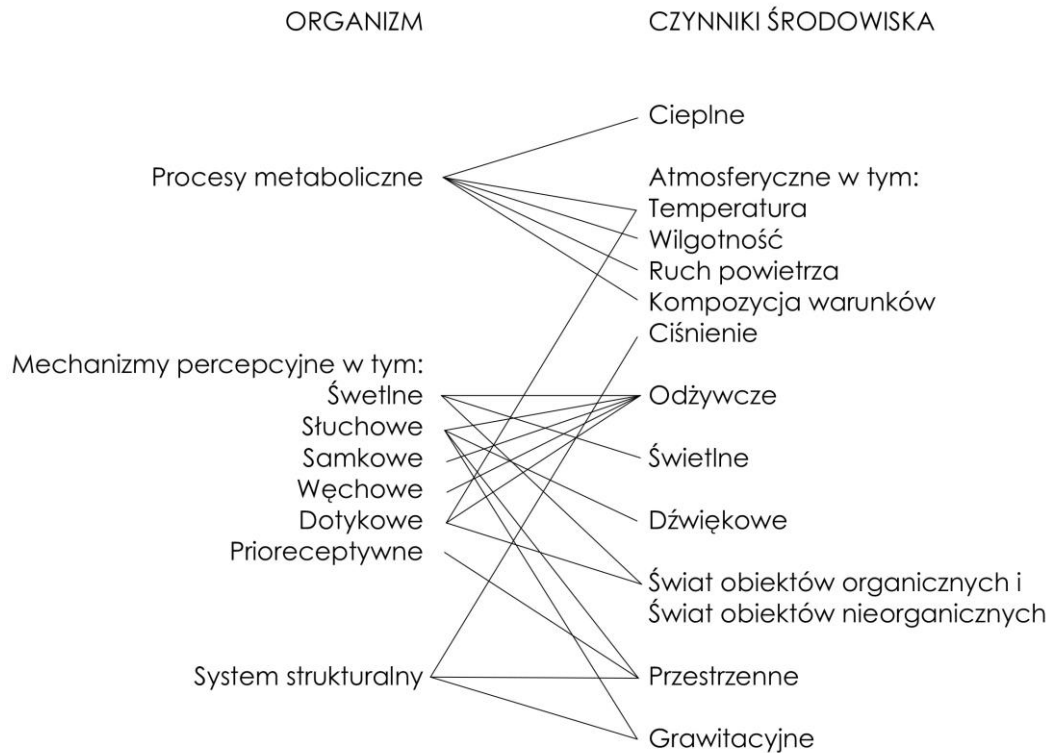 ORGANIZM
CZYNNIKI ŚRODOWISKA
Cieplne
Procesy metaboliczne
Atmosferyczne w tym:
Temperatura
Wilgotność
Ruch powietrza
Kompozycja warunków
Ciśnienie
Mechanizmy percepcyjne w tym:
Śwetlne
Odżywcze
Słuchowe
Samkowe
Świetlne
Węchowe
Dotykowe
Dźwiękowe
Prioreceptywne
Świat obiektów organicznych i
Świat obiektów nieorganicznych
System strukturalny
Przestrzenne
Grawitacyjne